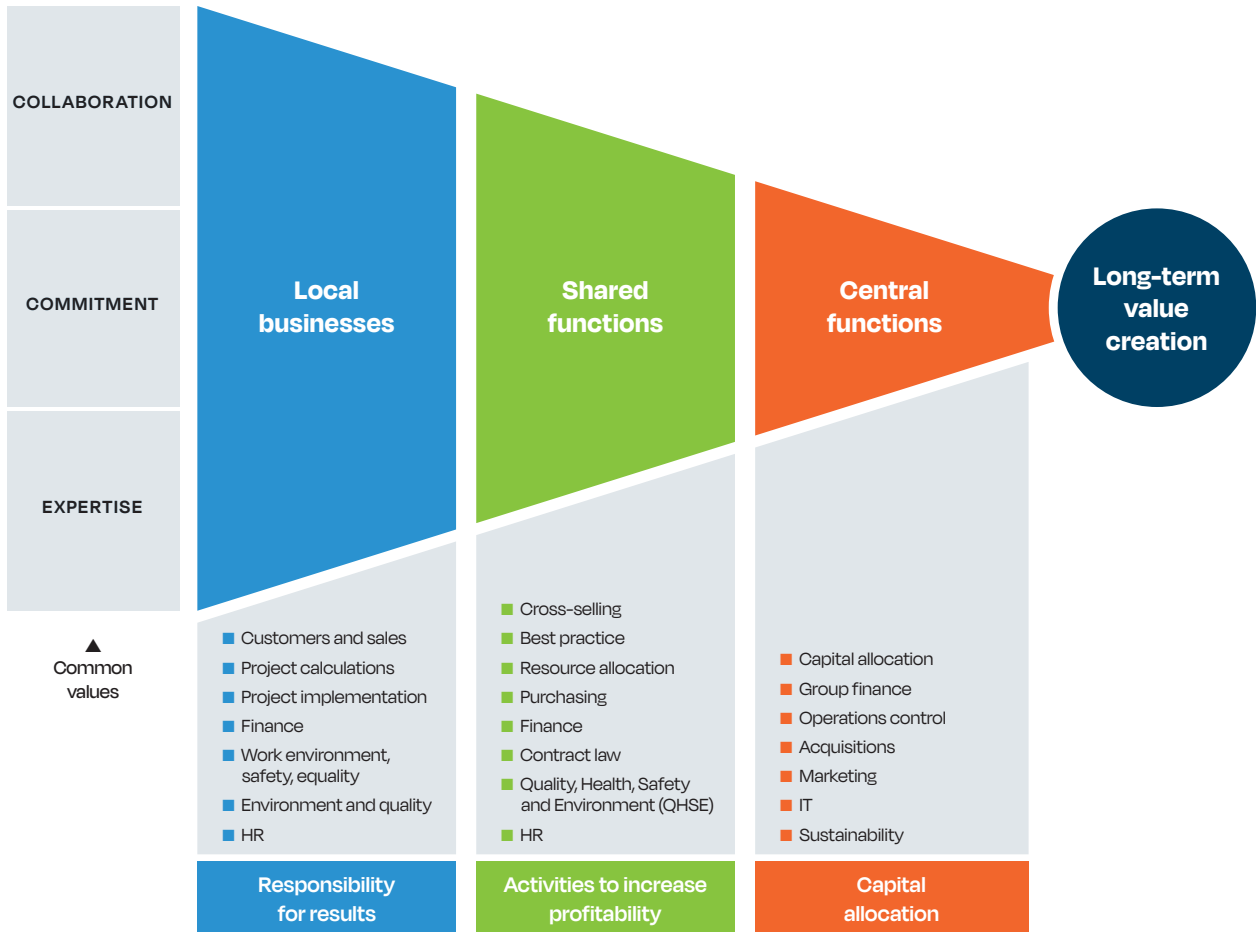 COLLABORATION
COMMITMENT
EXPERTISE
▲
Common
values
Local
businesses
■ Customers and sales
■ Project calculations
■ Project implementation
■ Finance
■ Work environment,
safety, equality
■ Environment and quality
■ HR
Responsibility
for results
Shared
functions
■ Cross-selling
■ Best practice
■ Resource allocation
■ Purchasing
■ Finance
■ Contract law
■ Quality, Health, Safety
and Environment (QHSE)
■ HR
Activities to increase
profitability
Central
functions
■ Capital allocation
■ Group finance
■ Operations control
■ Acquisitions
■ Marketing
■ IT
■ Sustainability
Capital
allocation
Long-term
value
creation